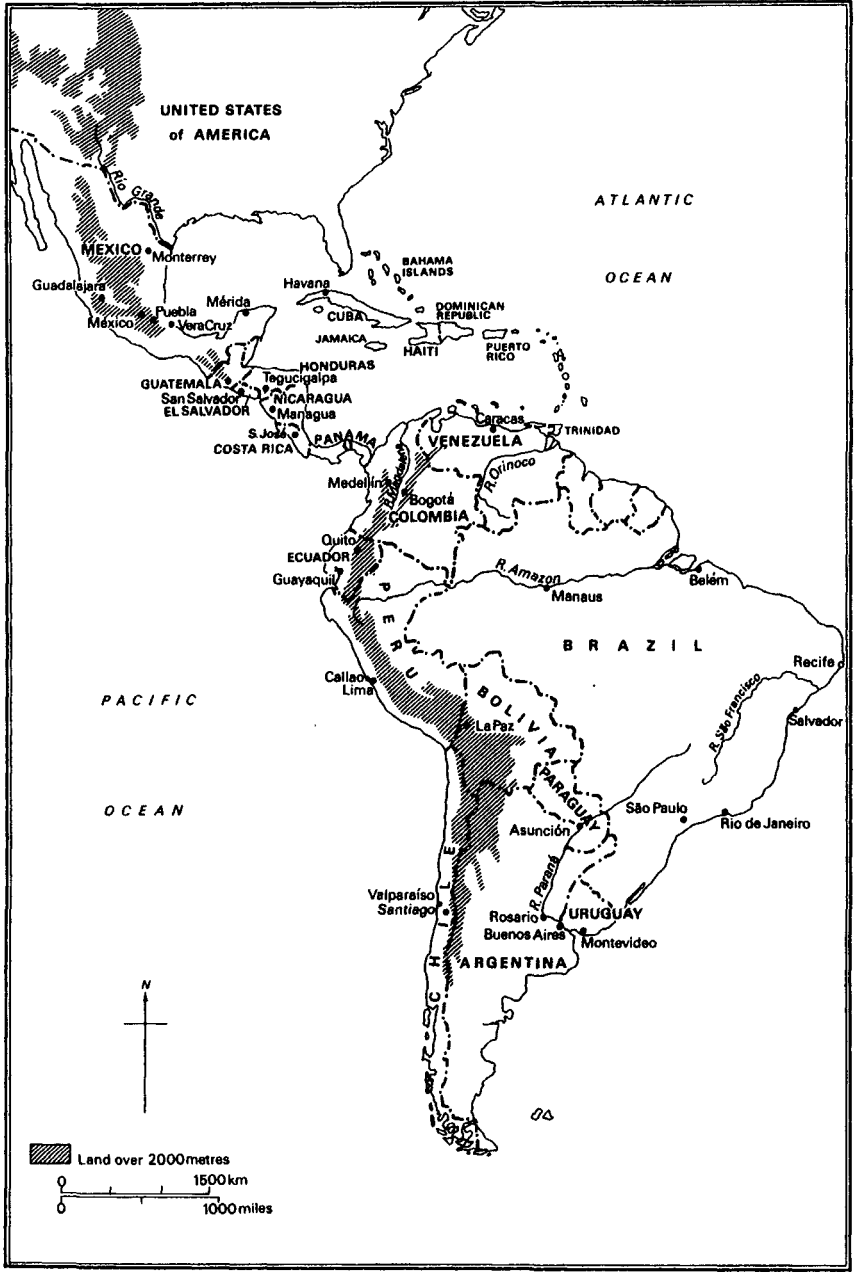 UNITED STATES
of AMERICA
Río Grande
ATLANTIC
OCEAN
MEXICO
Monterrey
BAHAMA
ISLANDS
Guadalajara
Havana
Mérida
DOMINICAN
REPUBLIC
Puebla
México
VeraCruz
CUBA
JAMAICA
HAITI
PUERTO
RICO
HONDURAS
Tegucigalpa
GUATEMALA
San Salvador
NICARAGUA
EL SALVADOR
Managua
S.José
COSTA RICA
PANAMA
Caracas
TRINIDAD
VENEZUELA
R.Orinoco
Medellín
R.Magdalena
Bogotá
COLOMBIA
Quito
ECUADOR
Guayaquil
R. Amazon
Manaus
Belém
PERU
BRAZIL
Recife
Callao
Lima
PACIFIC
OCEAN
BOLIVIA
La Paz
R. São Francisco
Salvador
PARAGUAY
São Paulo
Rio de Janeiro
Asunción
CHILE
R. Paraná
Valparaíso
Santiago
Rosario
URUGUAY
Buenos Aires
Montevideo
ARGENTINA
N
Land over 2000metres
0 1500km
0 1000miles